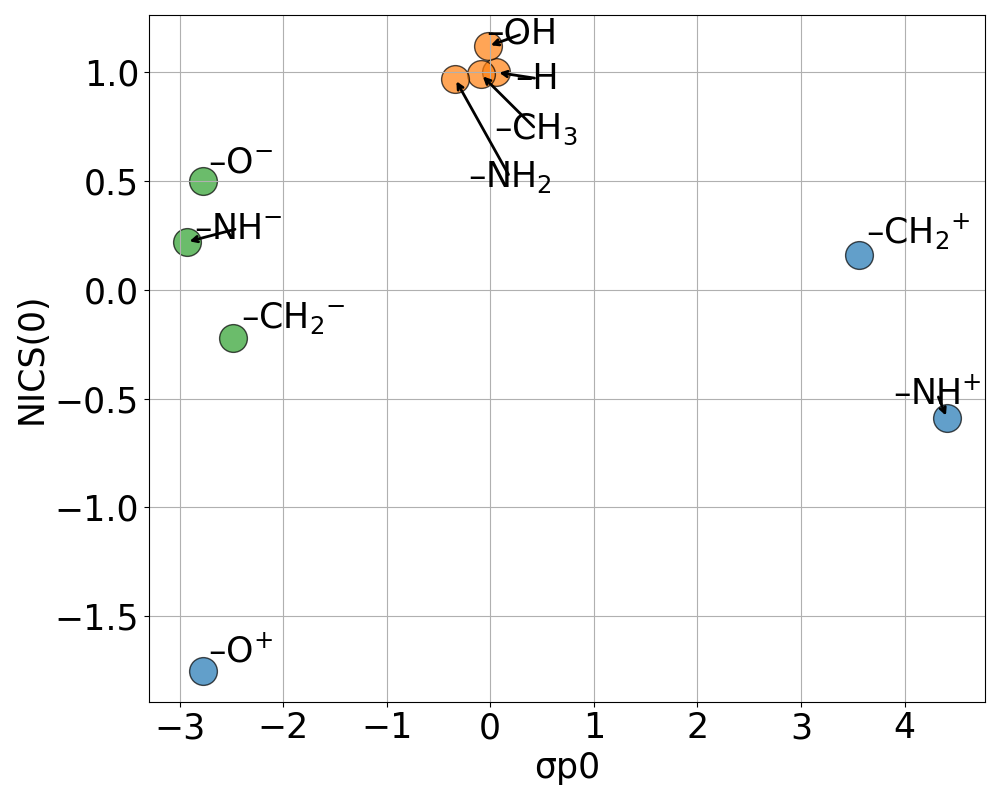 –OH
1.0
–H
–CH₃
–O⁻
0.5
–NH₂
–NH⁻
–CH₂⁺
0.0
–CH₂⁻
NICS(0)
−0.5
–NH⁺
−1.0
−1.5
–O⁺
−3 −2 −1 0 1 2 3 4
σp0